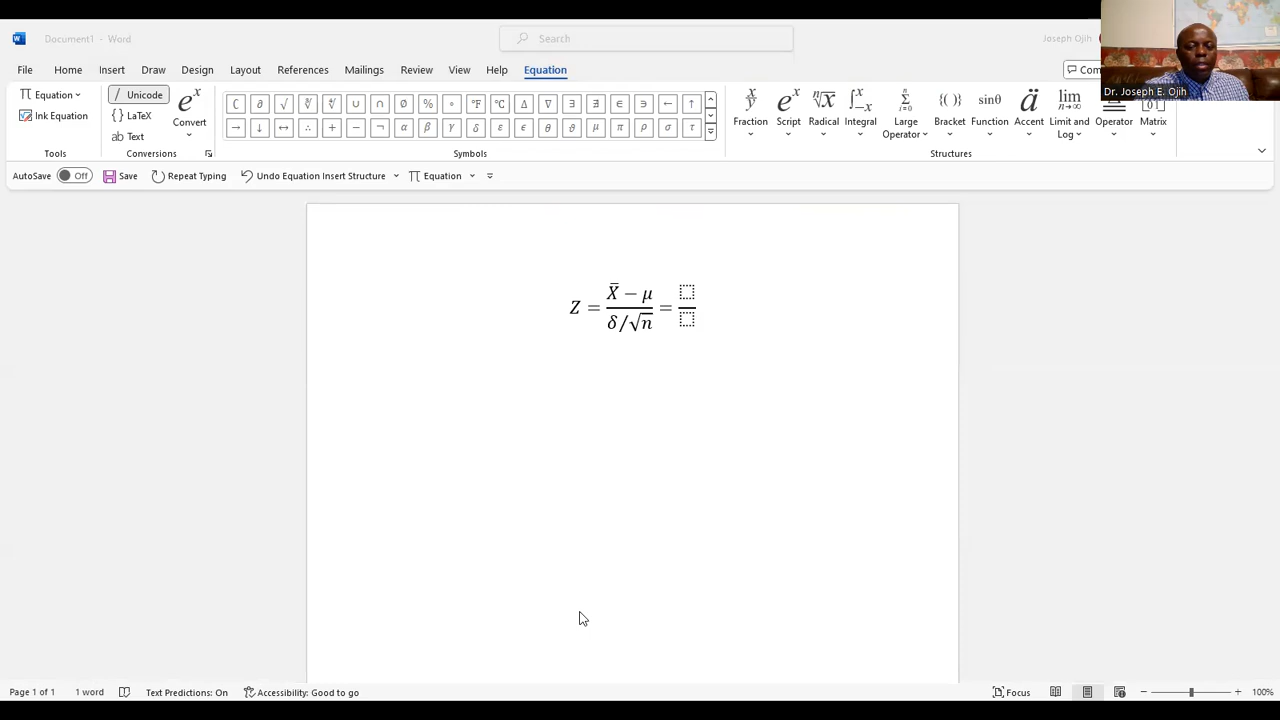 Document1 - Word
Search
Joseph Ojih
File Home Insert Draw Design Layout References Mailings Review View Help Equation
Dr. Joseph E. Ojih
π Equation
Ink Equation
Tools
/ Unicode
{ } LaTeX
ab Text
eˣ
Convert
Conversions
∁ ∂ √ ∛ ∜ ∪ ∩ ∅ % ° ℉ ℃ ∆ ∇ ∃ ∄ ∈ ∋ ← ↑
→ ↓ ↔ ∴ + − ¬ α β γ δ ε ϵ θ ϑ μ π ρ σ τ
Symbols
Fraction Script Radical Integral Large Operator Bracket Function Accent Limit and Log Operator Matrix
Structures
AutoSave Off Save Repeat Typing Undo Equation Insert Structure π Equation
Z = (X̄ − μ)/(δ/√n) =
Page 1 of 1 1 word Text Predictions: On Accessibility: Good to go Focus 100%